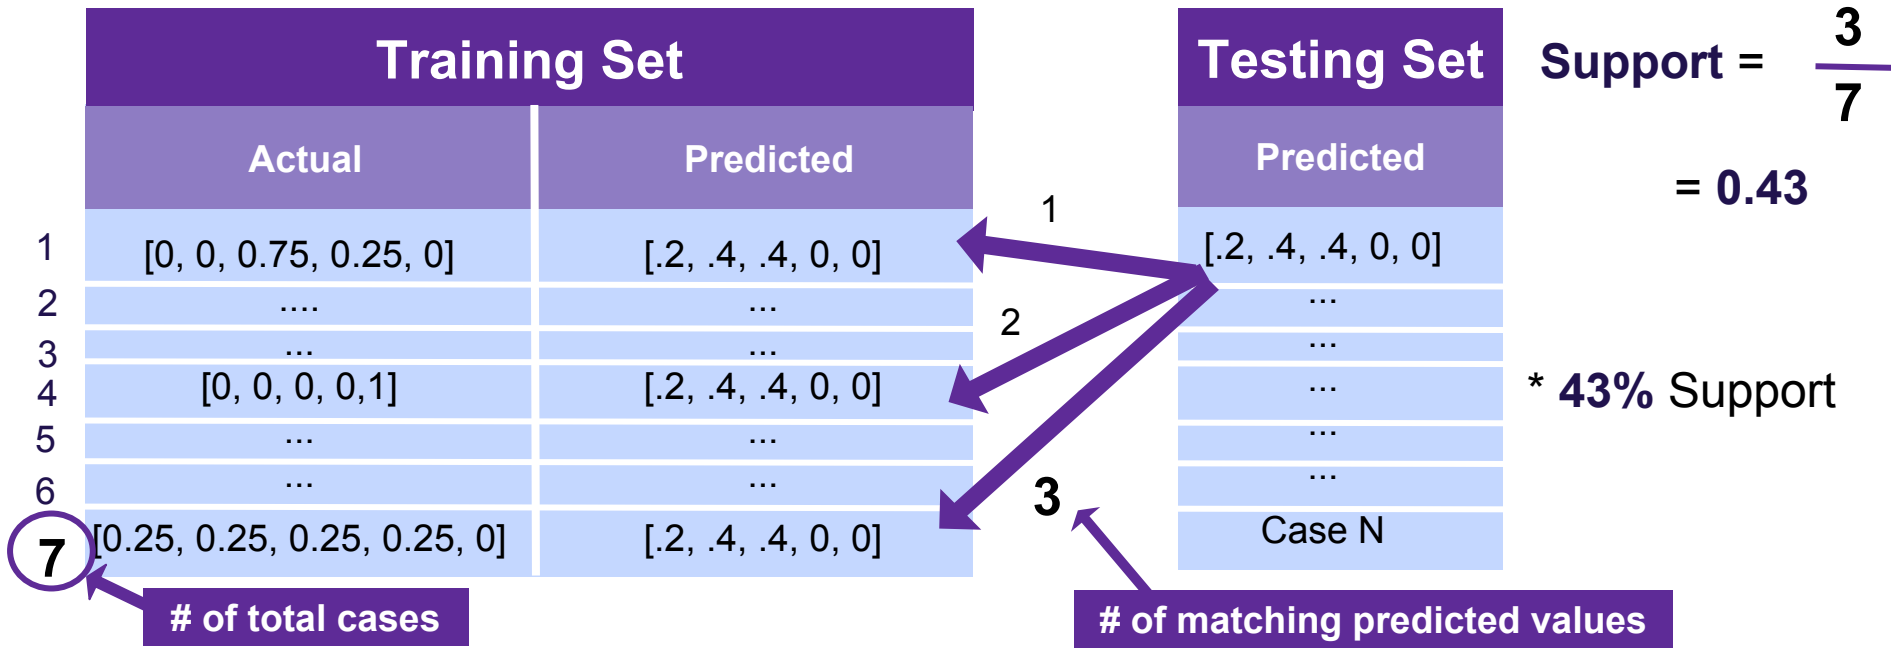 Training Set
Actual Predicted
1 [0, 0, 0.75, 0.25, 0] [.2, .4, .4, 0, 0]
2 .... ...
3 ... ...
4 [0, 0, 0, 0,1] [.2, .4, .4, 0, 0]
5 ... ...
6 ... ...
7 [0.25, 0.25, 0.25, 0.25, 0] [.2, .4, .4, 0, 0]
# of total cases
1
2
3
# of matching predicted values
Testing Set
Predicted
[.2, .4, .4, 0, 0]
...
...
...
...
...
Case N
Support = 3
7
= 0.43
* 43% Support